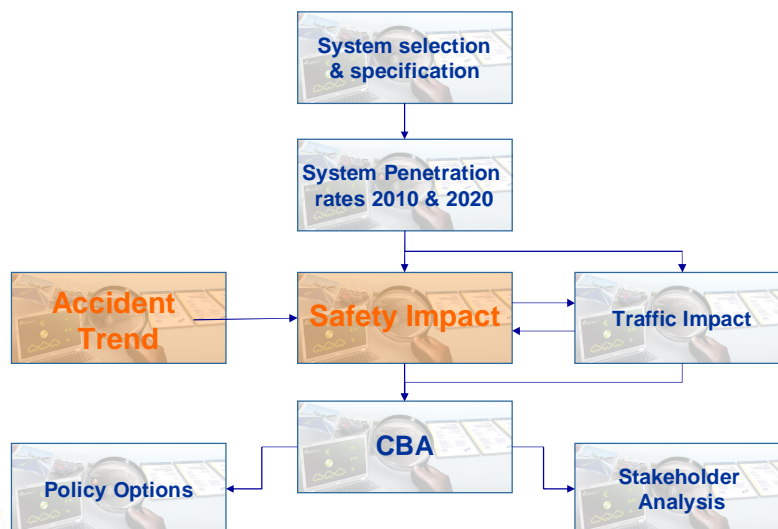 System selection
& specification
System Penetration
rates 2010 & 2020
Accident
Trend
Safety Impact
Traffic Impact
CBA
Policy Options
Stakeholder
Analysis